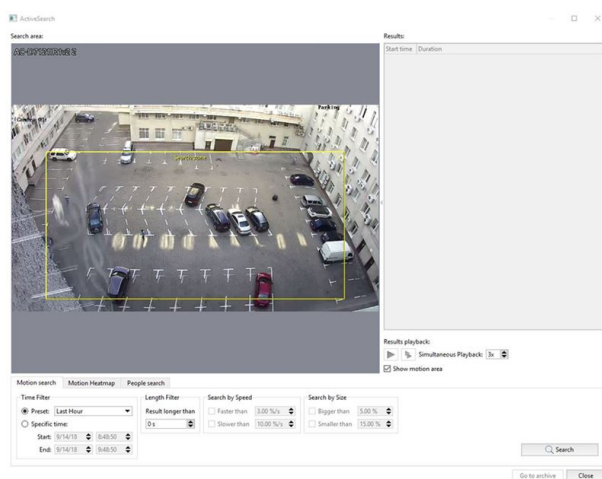 ActiveSearch
Search area:
Results:
Start time Duration
Parking
Search zone
Results playback:
Simultaneous Playback: 3x
Show motion area
Motion search Motion Heatmap People search
Time Filter Length Filter Search by Speed Search by Size
Preset: Last Hour Result longer than Faster than 3.00 %/s Bigger than 5.00 %
Specific time: 0 s Slower than 10.00 %/s Smaller than 15.00 %
Start: 9/14/18 8:48:50
End: 9/14/18 9:48:50
Search
Go to archive Close